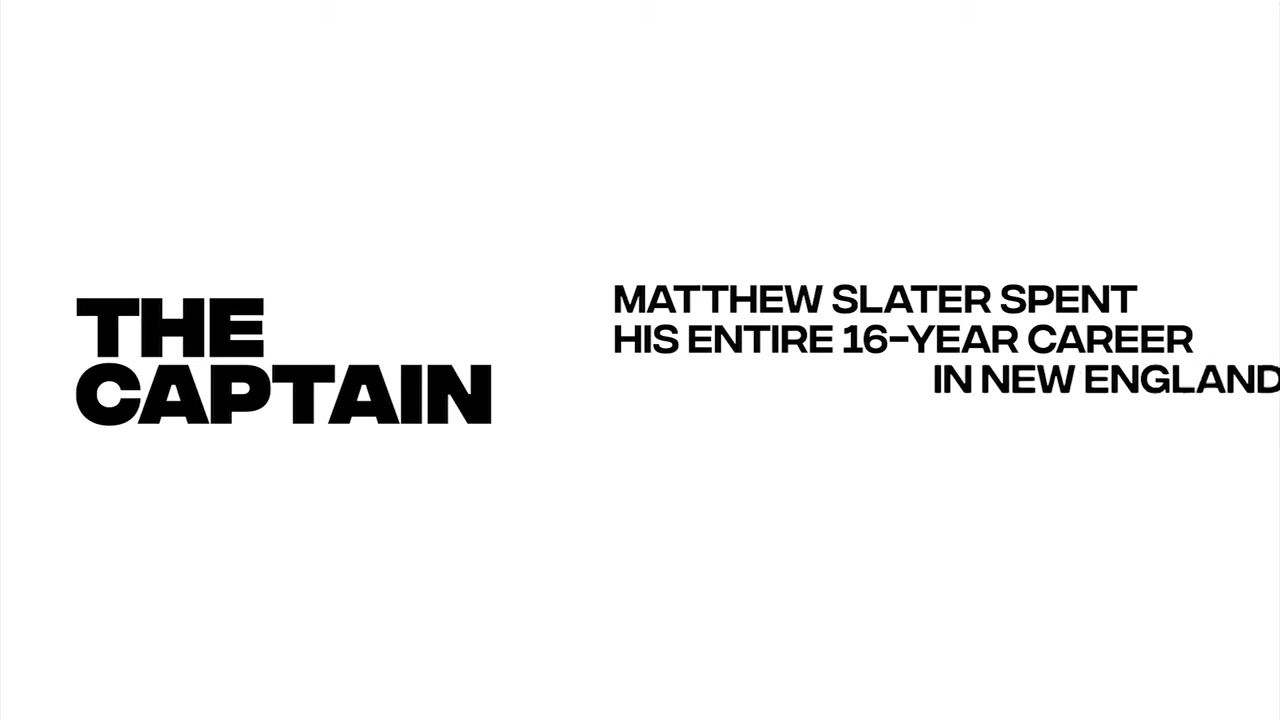 THE
CAPTAIN
MATTHEW SLATER SPENT
HIS ENTIRE 16-YEAR CAREER
IN NEW ENGLAND